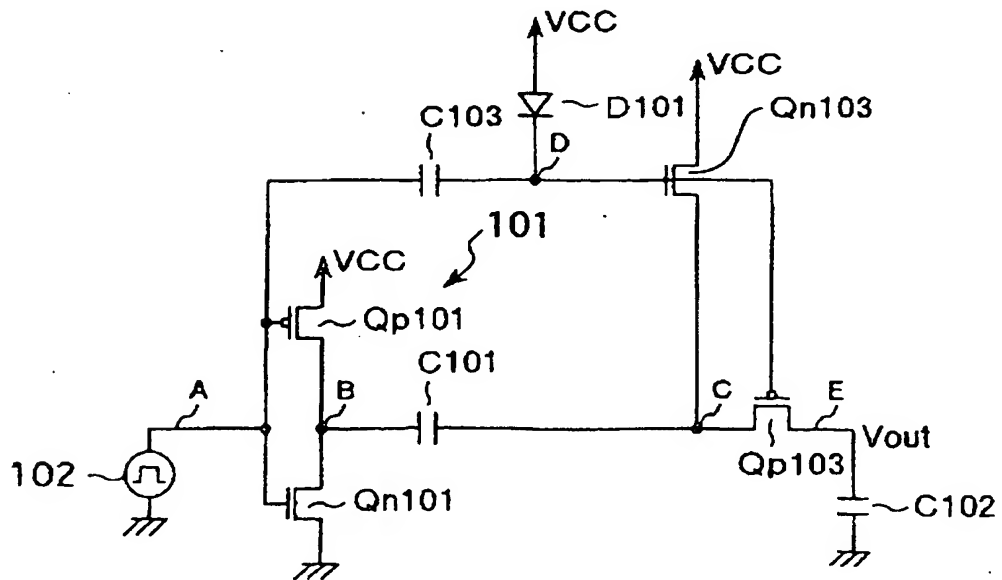 VCC
VCC
C103
D101
Qn103
D
101
VCC
Qp101
C101
A
B
C
E
Vout
Qp103
102
Qn101
C102